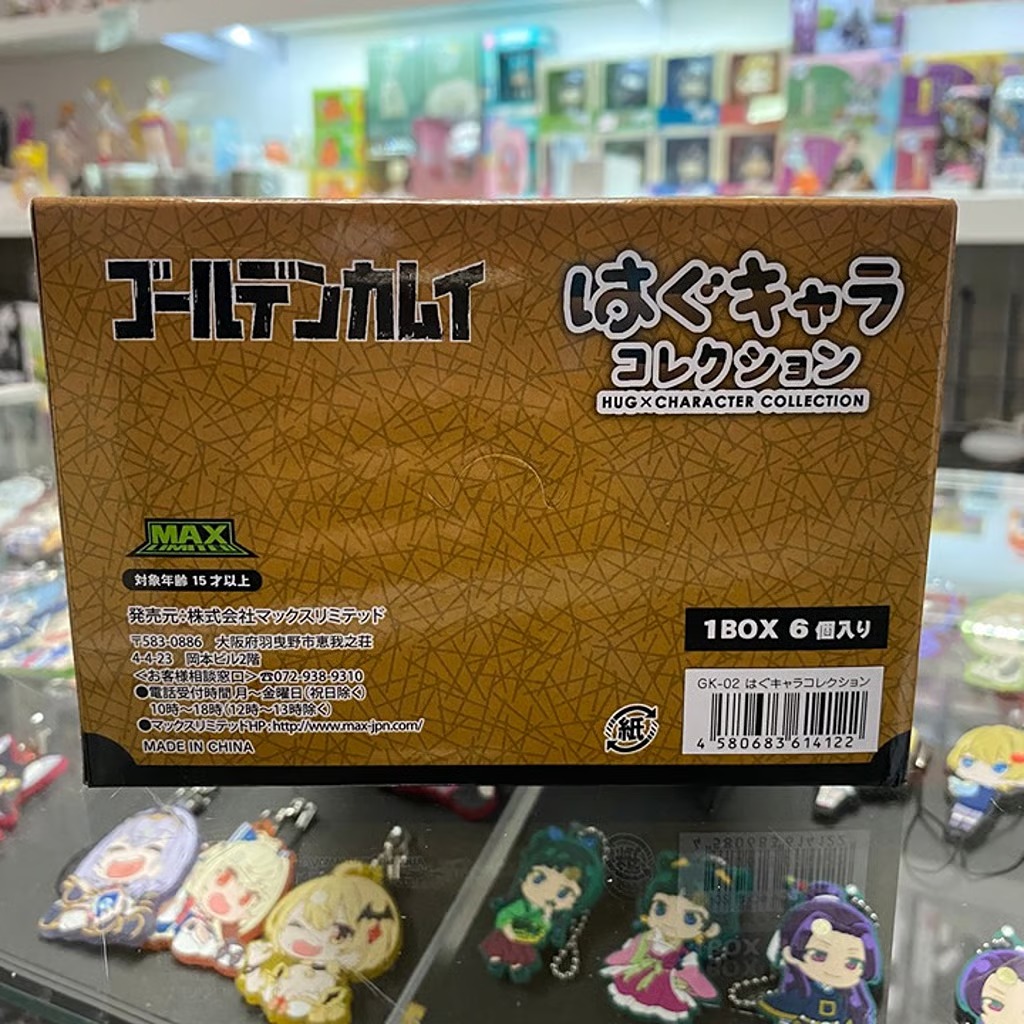 ゴールデンカムイ
はぐキャラ
コレクション
HUG×CHARACTER COLLECTION
MAX
LIMITED
対象年齢 15才以上
発売元:株式会社マックスリミテッド
〒583-0886 大阪府羽曳野市恵我之荘
4-4-23 岡本ビル2階
<お客様相談窓口>☎072-938-9310
●電話受付時間 月〜金曜日(祝日除く)
10時〜18時(12時〜13時除く)
●マックスリミテッドHP:http://www.max-jpn.com/
MADE IN CHINA
1BOX 6個入り
GK-02 はぐキャラコレクション
4 580683 614122
紙